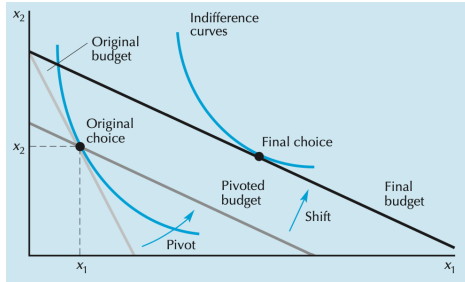 x₂
Indifference
curves
Original
budget
Original
choice
x₂
Final choice
Pivoted
budget
Final
budget
Shift
Pivot
x₁
x₁